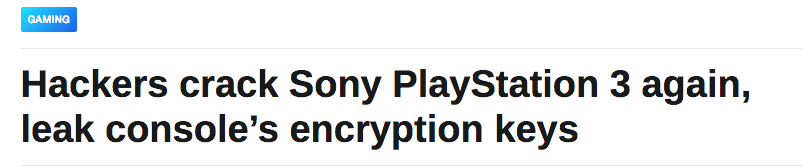 GAMING
Hackers crack Sony PlayStation 3 again,
leak console’s encryption keys